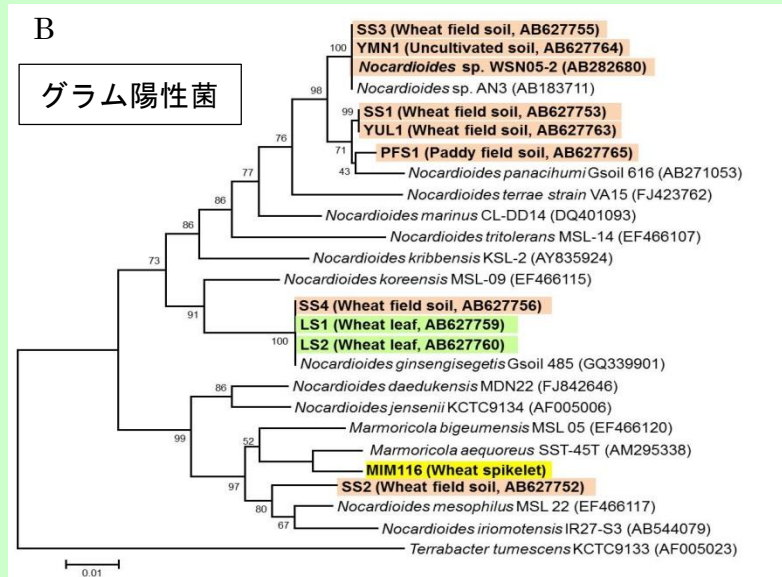 B
グラム陽性菌
SS3 (Wheat field soil, AB627755)
YMN1 (Uncultivated soil, AB627764)
Nocardioides sp. WSN05-2 (AB282680)
Nocardioides sp. AN3 (AB183711)
SS1 (Wheat field soil, AB627753)
YUL1 (Wheat field soil, AB627763)
PFS1 (Paddy field soil, AB627765)
Nocardioides panacihumi Gsoil 616 (AB271053)
Nocardioides terrae strain VA15 (FJ423762)
Nocardioides marinus CL-DD14 (DQ401093)
Nocardioides tritolerans MSL-14 (EF466107)
Nocardioides kribbensis KSL-2 (AY835924)
Nocardioides koreensis MSL-09 (EF466115)
SS4 (Wheat field soil, AB627756)
LS1 (Wheat leaf, AB627759)
LS2 (Wheat leaf, AB627760)
Nocardioides ginsengisegetis Gsoil 485 (GQ339901)
Nocardioides daedukensis MDN22 (FJ842646)
Nocardioides jensenii KCTC9134 (AF005006)
Marmoricola bigeumensis MSL 05 (EF466120)
Marmoricola aequoreus SST-45T (AM295338)
MIM116 (Wheat spikelet)
SS2 (Wheat field soil, AB627752)
Nocardioides mesophilus MSL 22 (EF466117)
Nocardioides iriomotensis IR27-S3 (AB544079)
Terrabacter tumescens KCTC9133 (AF005023)
100
98
99
71
43
76
77
86
86
73
91
100
86
99
52
97
80
67
0.01